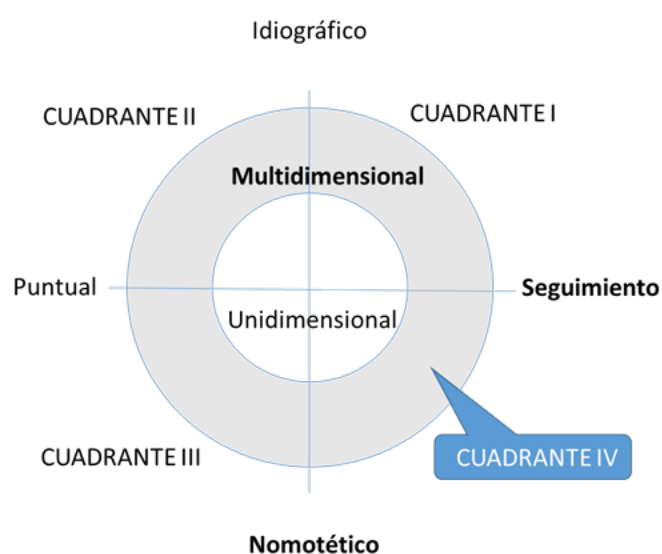 Idiográfico
CUADRANTE II
CUADRANTE I
Multidimensional
Puntual
Seguimiento
Unidimensional
CUADRANTE III
CUADRANTE IV
Nomotético